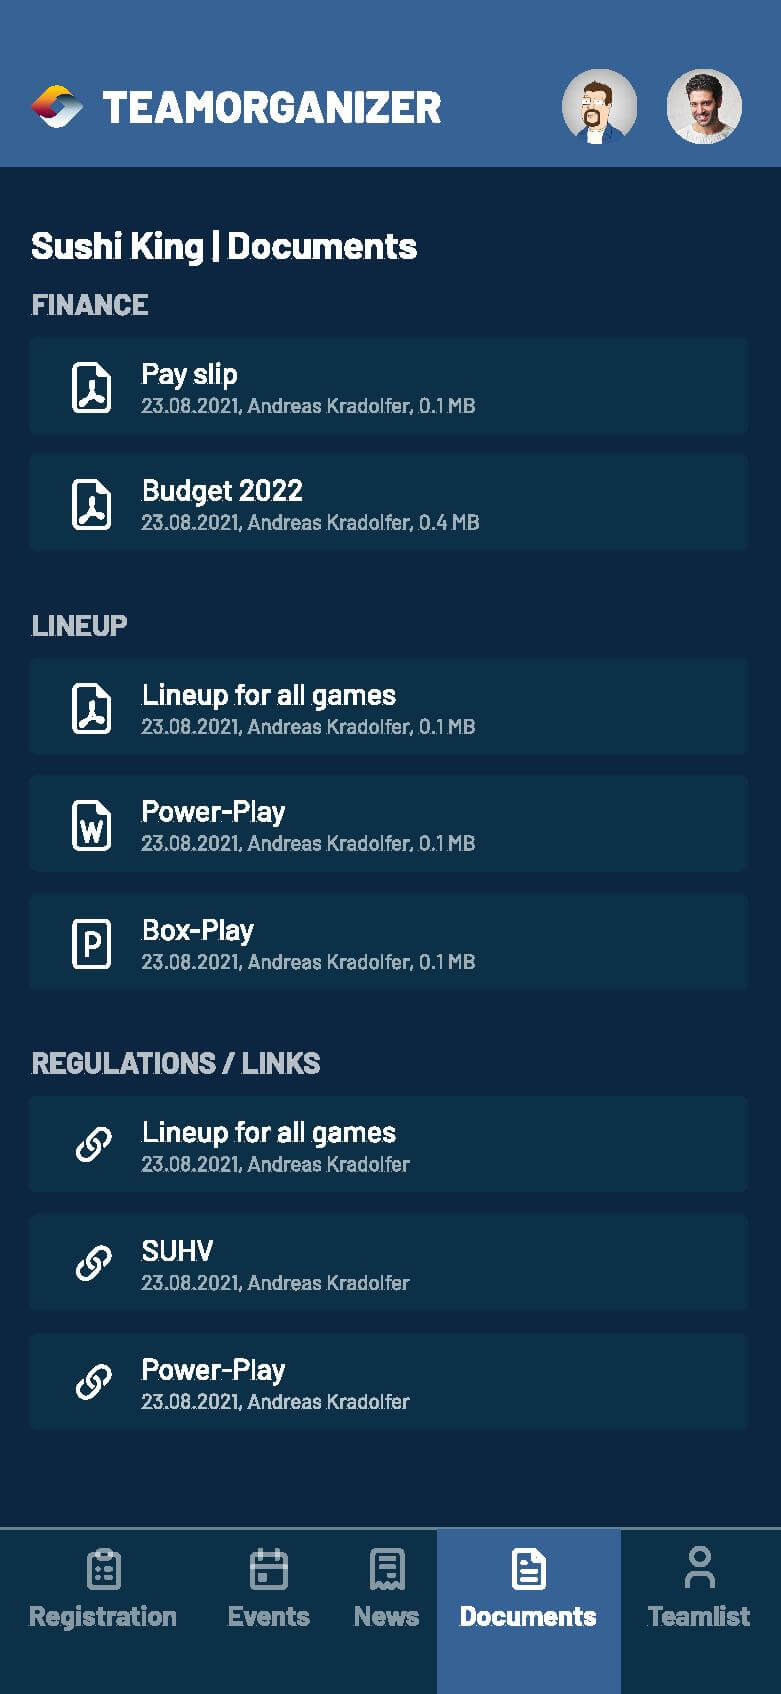 TEAMORGANIZER
Sushi King | Documents
FINANCE
Pay slip
23.08.2021, Andreas Kradolfer, 0.1 MB
Budget 2022
23.08.2021, Andreas Kradolfer, 0.4 MB
LINEUP
Lineup for all games
23.08.2021, Andreas Kradolfer, 0.1 MB
W
Power-Play
23.08.2021, Andreas Kradolfer, 0.1 MB
P
Box-Play
23.08.2021, Andreas Kradolfer, 0.1 MB
REGULATIONS / LINKS
Lineup for all games
23.08.2021, Andreas Kradolfer
SUHV
23.08.2021, Andreas Kradolfer
Power-Play
23.08.2021, Andreas Kradolfer
Registration Events News Documents Teamlist